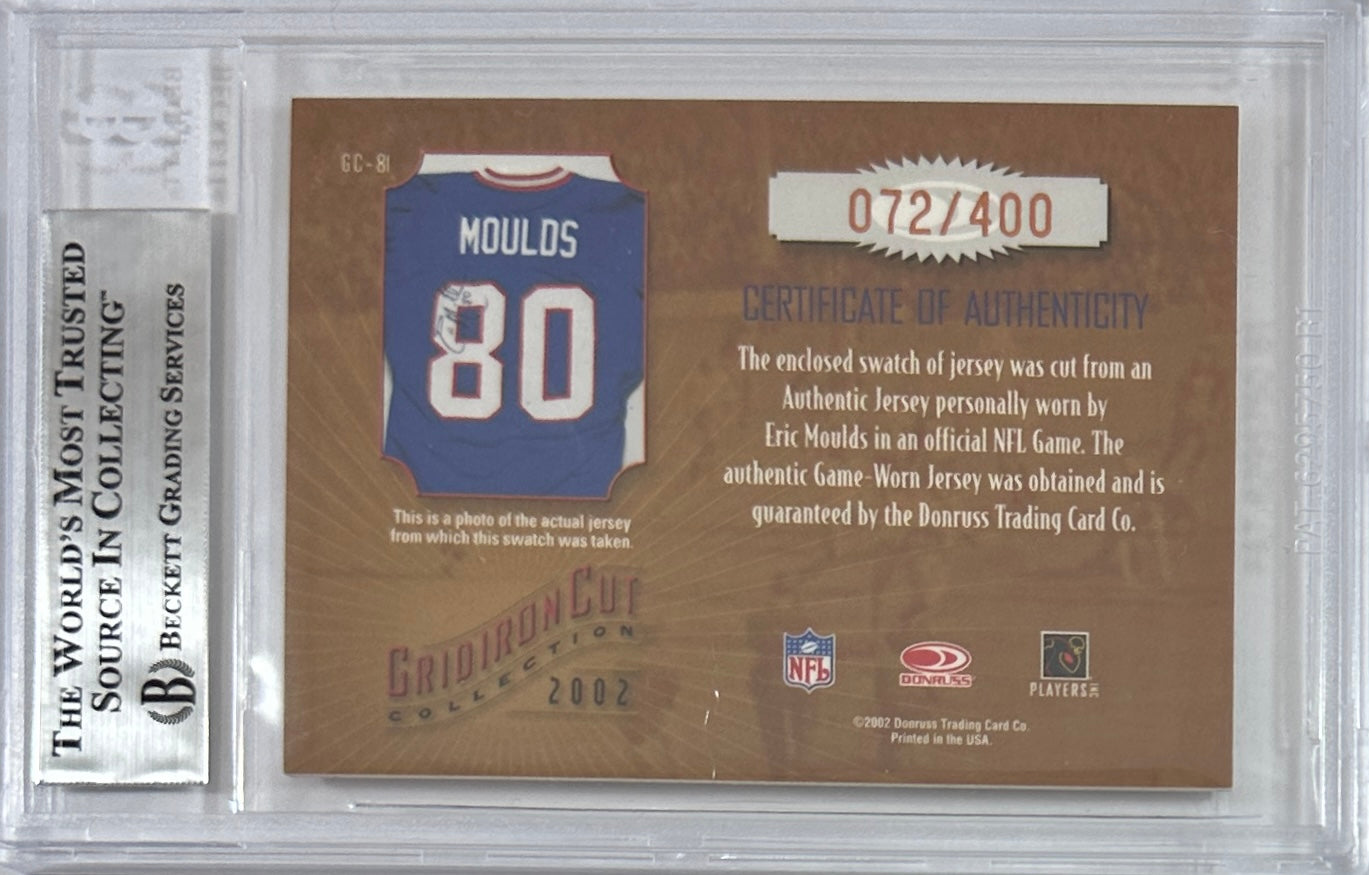 THE WORLD'S MOST TRUSTED
SOURCE IN COLLECTING™
B BECKETT GRADING SERVICES
GC-81
MOULDS
80
This is a photo of the actual jersey
from which this swatch was taken.
GRIDIRON CUT
COLLECTION
2002
072/400
CERTIFICATE OF AUTHENTICITY
The enclosed swatch of jersey was cut from an
Authentic Jersey personally worn by
Eric Moulds in an official NFL Game. The
authentic Game-Worn Jersey was obtained and is
guaranteed by the Donruss Trading Card Co.
NFL
DONRUSS
PLAYERS INC
©2002 Donruss Trading Card Co.
Printed in the USA.